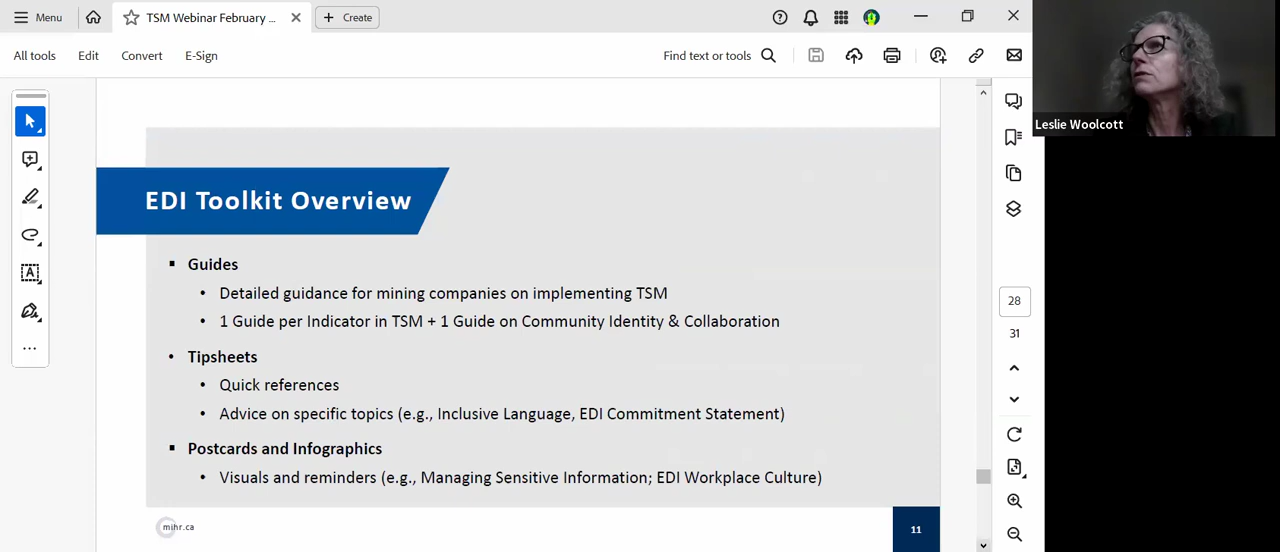 Menu
TSM Webinar February ...
Create
All tools
Edit
Convert
E-Sign
Find text or tools
Leslie Woolcott
EDI Toolkit Overview
▪ Guides
• Detailed guidance for mining companies on implementing TSM
• 1 Guide per Indicator in TSM + 1 Guide on Community Identity & Collaboration
• Tipsheets
• Quick references
• Advice on specific topics (e.g., Inclusive Language, EDI Commitment Statement)
▪ Postcards and Infographics
• Visuals and reminders (e.g., Managing Sensitive Information; EDI Workplace Culture)
mihr.ca
11
28
31